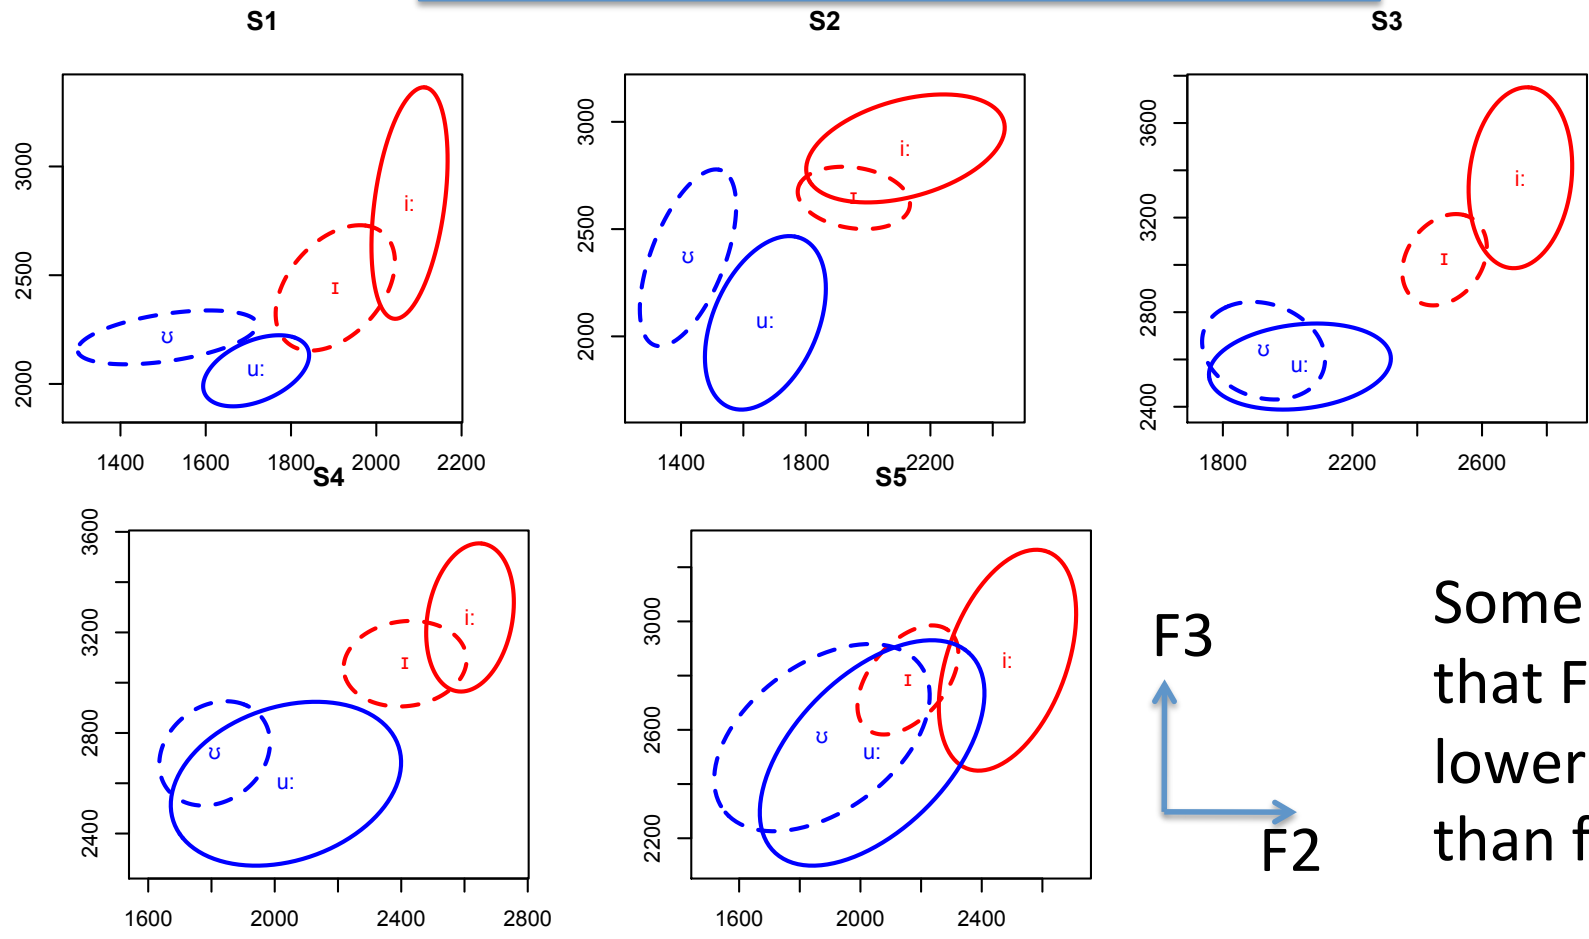 S1 S2 S3
3000
2500
2000
ʊ u: ɪ i:
1400 1600 1800 2000 2200
3000
2500
2000
ʊ u: ɪ i:
1400 1800 2200
3600
3200
2800
2400
ʊ u: ɪ i:
1800 2200 2600
S4 S5
3600
3200
2800
2400
ʊ u: ɪ i:
1600 2000 2400 2800
3000
2600
2200
ʊ u: ɪ i:
1600 2000 2400
F3
F2
Some
that F
lower
than f